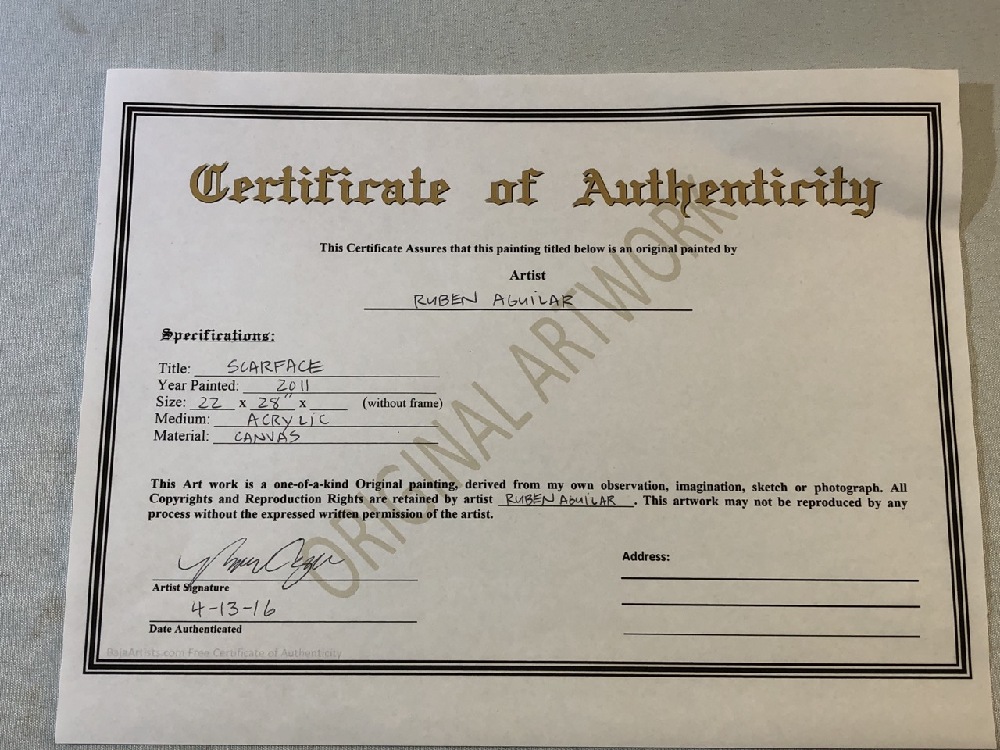 Certificate of Authenticity
This Certificate Assures that this painting titled below is an original painted by
Artist
RUBEN AGUILAR
Specifications:
Title: SCARFACE
Year Painted: 2011
Size: 22 x 28" x (without frame)
Medium: ACRYLIC
Material: CANVAS
This Art work is a one-of-a-kind Original painting, derived from my own observation, imagination, sketch or photograph. All
Copyrights and Reproduction Rights are retained by artist RUBEN AGUILAR. This artwork may not be reproduced by any
process without the expressed written permission of the artist.
Address:
Artist Signature
4-13-16
Date Authenticated
BajaArtists.com Free Certificate of Authenticity
ORIGINAL ARTWORK